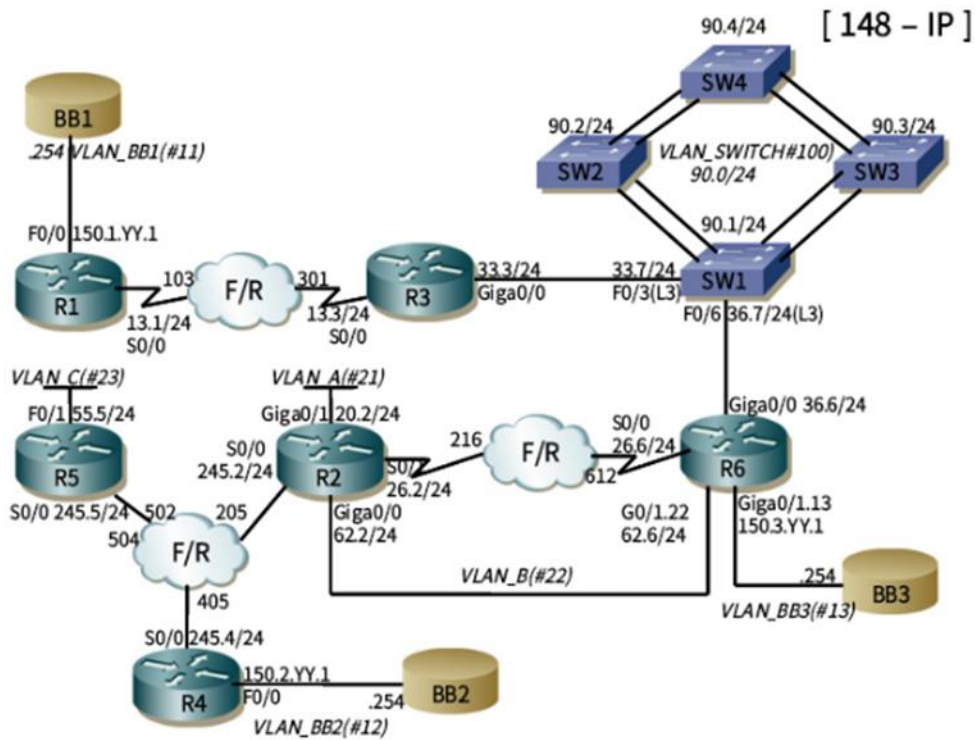 [ 148 – IP ]
90.4/24
SW4
BB1
.254 VLAN_BB1(#11)
90.2/24
90.3/24
VLAN_SWITCH#100)
90.0/24
SW2
SW3
90.1/24
F0/0 150.1.YY.1
R1
103
F/R
301
R3
33.3/24
Giga0/0
33.7/24
F0/3(L3)
SW1
13.1/24
S0/0
13.3/24
S0/0
F0/6 36.7/24(L3)
VLAN_C(#23)
VLAN_A(#21)
F0/1 55.5/24
Giga0/1 20.2/24
Giga0/0 36.6/24
R5
S0/0
245.2/24
R2
S0/
26.2/24
216
F/R
612
S0/0
26.6/24
R6
S0/0 245.5/24
502
504
205
F/R
405
Giga0/0
62.2/24
G0/1.22
62.6/24
Giga0/1.13
150.3.YY.1
VLAN_B(#22)
.254
BB3
VLAN_BB3(#13)
S0/0 245.4/24
R4
150.2.YY.1
F0/0
.254
BB2
VLAN_BB2(#12)